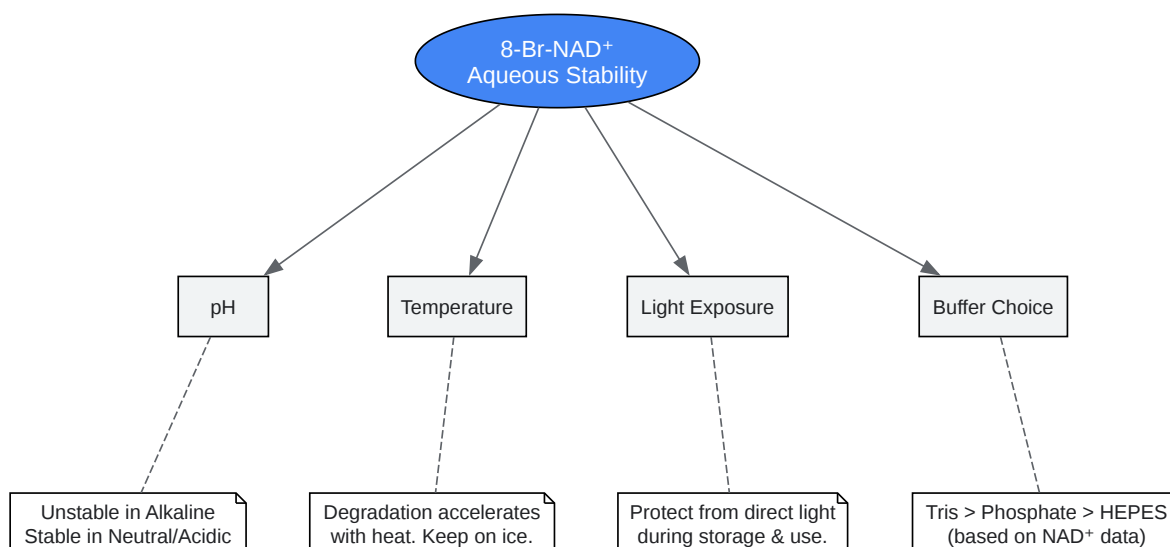 8-Br-NAD⁺
Aqueous Stability
pH
Temperature
Light Exposure
Buffer Choice
Unstable in Alkaline
Stable in Neutral/Acidic
Degradation accelerates
with heat. Keep on ice.
Protect from direct light
during storage & use.
Tris > Phosphate > HEPES
(based on NAD⁺ data)